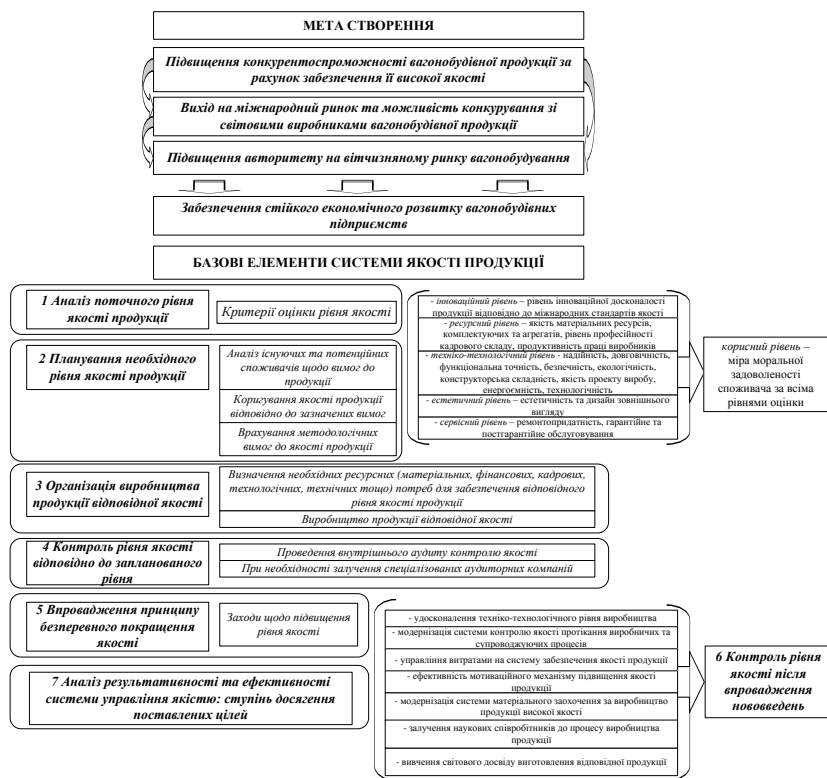 МЕТА СТВОРЕННЯ
Підвищення конкурентоспроможності вагонобудівної продукції за
рахунок забезпечення її високої якості
Вихід на міжнародний ринок та можливість конкурування зі
світовими виробниками вагонобудівної продукції
Підвищення авторитету на вітчизняному ринку вагонобудування
Забезпечення стійкого економічного розвитку вагонобудівних
підприємств
БАЗОВІ ЕЛЕМЕНТИ СИСТЕМИ ЯКОСТІ ПРОДУКЦІЇ
1 Аналіз поточного рівня
якості продукції
Критерії оцінки рівня якості
2 Планування необхідного
рівня якості продукції
Аналіз існуючих та потенційних
споживачів щодо вимог до
продукції
Коригування якості продукції
відповідно до зазначених вимог
Врахування методологічних
вимог до якості продукції
- інноваційний рівень – рівень інноваційної досконалості
продукції відповідно до міжнародних стандартів якості
- ресурсний рівень – якість матеріальних ресурсів,
комплектуючих та агрегатів, рівень професійності
кадрового складу, продуктивність праці виробників
- техніко-технологічний рівень - надійність, довговічність,
функціональна точність, безпечність, екологічність,
конструкторська складність, якість проекту виробу,
енергоємність, технологічність
- естетичний рівень – естетичність та дизайн зовнішнього
вигляду
- сервісний рівень – ремонтопридатність, гарантійне та
постгарантійне обслуговування
корисний рівень –
міра моральної
задоволеності
споживача за всіма
рівнями оцінки
3 Організація виробництва
продукції відповідної якості
Визначення необхідних ресурсних (матеріальних, фінансових, кадрових,
технологічних, технічних тощо) потреб для забезпечення відповідного
рівня якості продукції
Виробництво продукції відповідної якості
4 Контроль рівня якості
відповідно до запланованого
рівня
Проведення внутрішнього аудиту контролю якості
При необхідності залучення спеціалізованих аудиторних компаній
5 Впровадження принципу
безперевного покращення
якості
Заходи щодо підвищення
рівня якості
7 Аналіз результативності та ефективності
системи управління якістю: ступінь досягення
поставлених цілей
- удосконалення техніко-технологічного рівня виробництва
- модернізація системи контролю якості протікання виробничих та
супроводжуючих процесів
- управління витратами на систему забезпечення якості продукції
- ефективність мотиваційного механізму підвищення якості
продукції
- модернізація системи матеріального заохочення за виробництво
продукції високої якості
- залучення наукових співробітників до процесу виробництва
продукції
- вивчення світового досвіду виготовлення відповідної продукції
6 Контроль рівня
якості після
впровадження
нововведень